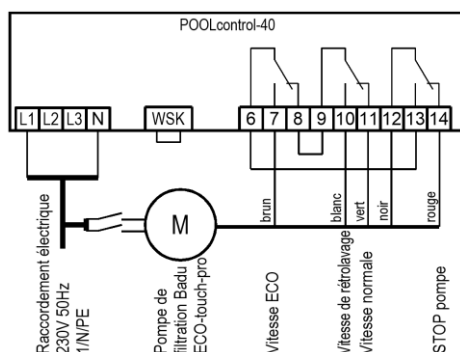 POOLcontrol-40
L1 L2 L3 N WSK 6 7 8 9 10 11 12 13 14
brun
blanc
vert
noir
rouge
M
Raccordement électrique
230V 50Hz
1/N/PE
Pompe de
filtration Badu
ECO-touch-pro
Vitesse ECO
Vitesse de rétrolavage
Vitesse normale
STOP pompe